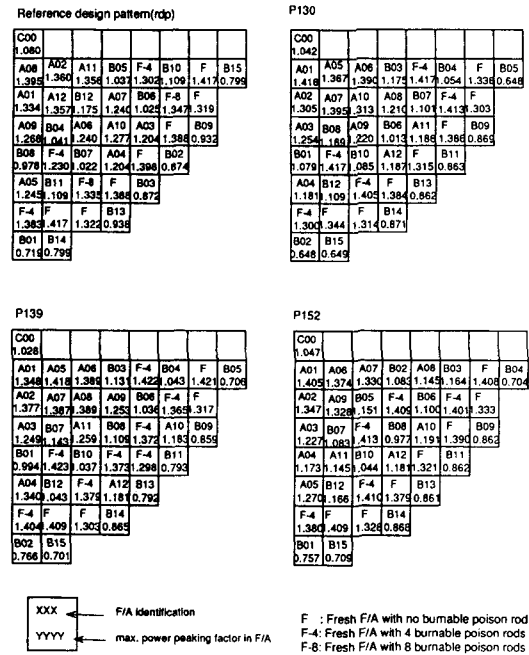 Reference design pattern(rdp)
C00
1.080
A08 A02 A11 B05 F-4 B10 F B15
1.395 1.360 1.356 1.037 1.302 1.109 1.417 0.799
A01 A12 B12 A07 B06 F-8 F
1.334 1.357 1.175 1.240 1.025 1.347 1.319
A09 B04 A06 A10 A03 F B09
1.268 1.041 1.240 1.277 1.204 1.388 0.932
B08 F-4 B07 A04 F B02
0.978 1.230 1.022 1.204 1.398 0.874
A05 B11 F-8 F B03
1.245 1.109 1.335 1.388 0.872
F-4 F F B13
1.383 1.417 1.322 0.938
B01 B14
0.719 0.799
P130
C00
1.042
A01 A05 A06 B03 F-4 B04 F B05
1.418 1.367 1.390 1.175 1.417 1.054 1.336 0.648
A02 A07 A10 A08 B07 F-4 F
1.305 1.395 1.313 1.210 1.101 1.413 1.303
A03 B08 A09 B06 A11 F B09
1.254 1.189 1.220 1.013 1.186 1.386 0.869
B01 F-4 B10 A12 F B11
1.079 1.417 1.085 1.187 1.315 0.863
A04 B12 F-4 F B13
1.181 1.109 1.405 1.384 0.862
F-4 F F B14
1.300 1.344 1.314 0.871
B02 B15
0.648 0.649
P139
C00
1.028
A01 A05 A06 B03 F-4 B04 F B05
1.348 1.418 1.389 1.131 1.422 1.043 1.421 0.706
A02 A07 A08 A09 B06 F-4 F
1.377 1.387 1.389 1.253 1.036 1.365 1.317
A03 B07 A11 B08 F-4 A10 B09
1.249 1.143 1.259 1.109 1.372 1.183 0.859
B01 F-4 B10 F-4 F-4 B11
0.994 1.423 1.037 1.373 1.298 0.793
A04 B12 F-4 A12 B13
1.340 1.043 1.379 1.181 0.792
F-4 F F B14
1.404 1.409 1.303 0.865
B02 B15
0.766 0.701
P152
C00
1.047
A01 A06 A07 B02 A08 B03 F B04
1.405 1.374 1.330 1.083 1.145 1.164 1.408 0.704
A02 A09 B05 F-4 B06 F-4 F
1.347 1.328 1.151 1.409 1.100 1.401 1.333
A03 B07 F-4 B08 A10 F B09
1.227 1.083 1.413 0.977 1.191 1.390 0.862
A04 A11 B10 A12 F B11
1.173 1.145 1.044 1.181 1.321 0.862
A05 B12 F-4 F B13
1.270 1.166 1.410 1.379 0.861
F-4 F F B14
1.380 1.409 1.326 0.868
B01 B15
0.757 0.709
XXX F/A identification
YYYY max. power peaking factor in F/A
F : Fresh F/A with no burnable poison rod
F-4: Fresh F/A with 4 burnable poison rods
F-8: Fresh F/A with 8 burnable poison rods